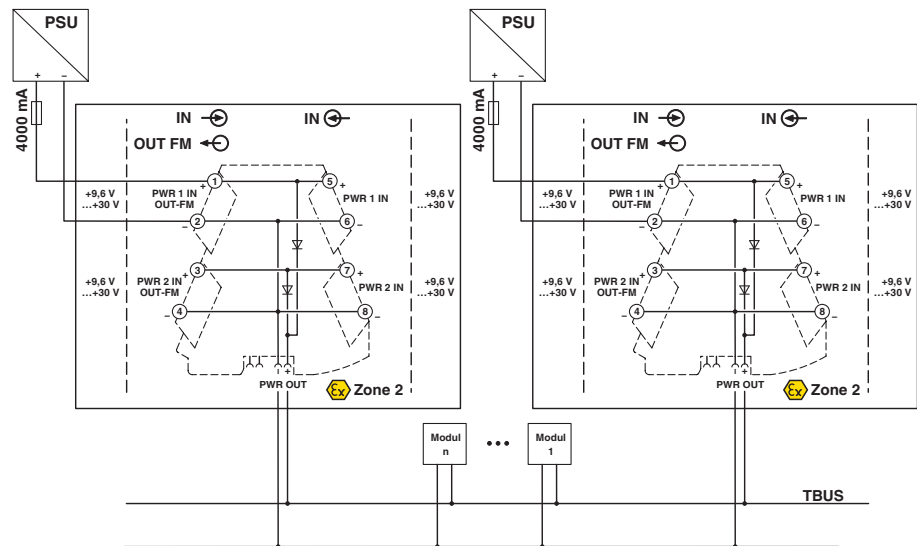 PSU
+ –
4000 mA
IN
IN
OUT FM
+9,6 V
…+30 V
1
+
PWR 1 IN
OUT-FM
5
+
PWR 1 IN
+9,6 V
…+30 V
2
–
6
–
+9,6 V
…+30 V
3
+
PWR 2 IN
OUT-FM
7
+
PWR 2 IN
+9,6 V
…+30 V
4
–
8
–
– +
PWR OUT
Ex Zone 2
PSU
+ –
4000 mA
IN
IN
OUT FM
+9,6 V
…+30 V
1
+
PWR 1 IN
OUT-FM
5
+
PWR 1 IN
+9,6 V
…+30 V
2
–
6
–
+9,6 V
…+30 V
3
+
PWR 2 IN
OUT-FM
7
+
PWR 2 IN
+9,6 V
…+30 V
4
–
8
–
– +
PWR OUT
Ex Zone 2
Modul
n
•••
Modul
1
TBUS